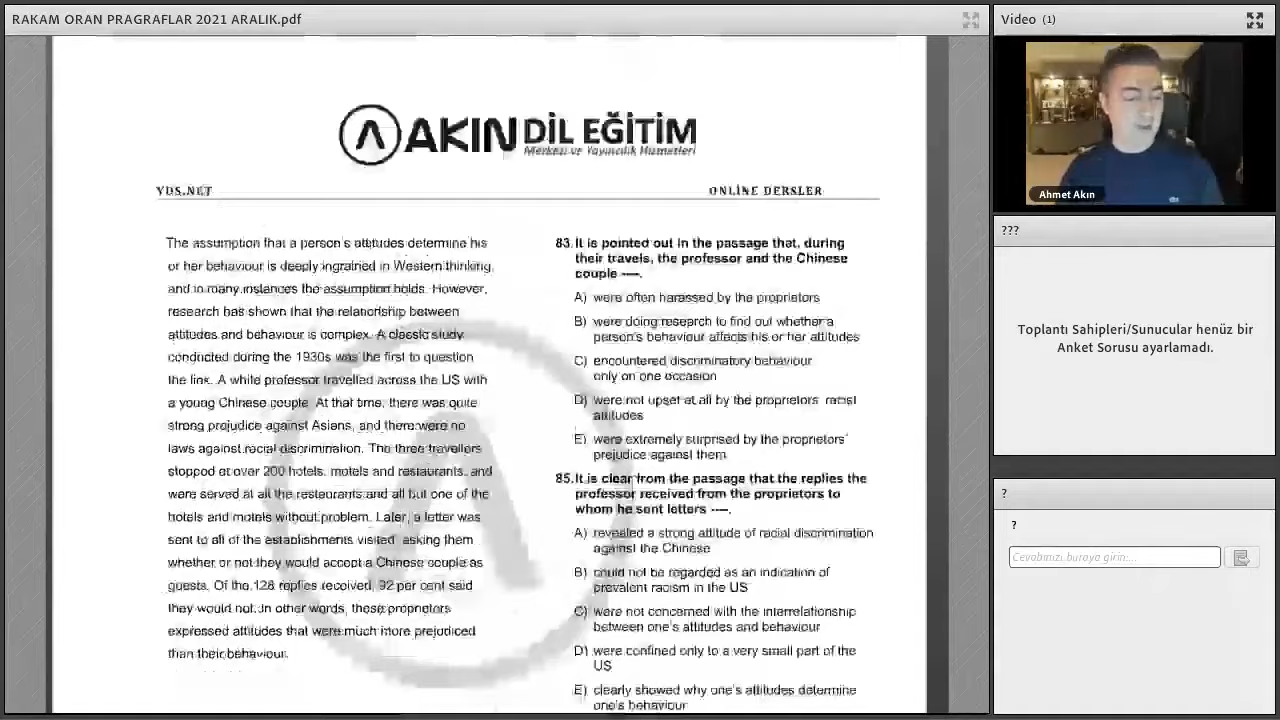 RAKAM ORAN PRAGRAFLAR 2021 ARALIK.pdf
AKIN DİL EĞİTİM
Merkezi ve Yayıncılık Hizmetleri
YDS.NET
ONLİNE DERSLER
The assumption that a person's attitudes determine his
or her behaviour is deeply ingrained in Western thinking,
and in many instances the assumption holds. However,
research has shown that the relationship between
attitudes and behaviour is complex. A classic study
conducted during the 1930s was the first to question
the link. A white professor travelled across the US with
a young Chinese couple. At that time, there was quite
strong prejudice against Asians, and there were no
laws against racial discrimination. The three travellers
stopped at over 200 hotels, motels and restaurants, and
were served at all the restaurants and all but one of the
hotels and motels without problem. Later, a letter was
sent to all of the establishments visited, asking them
whether or not they would accept a Chinese couple as
guests. Of the 128 replies received, 92 per cent said
they would not. In other words, these proprietors
expressed attitudes that were much more prejudiced
than their behaviour.
83. It is pointed out in the passage that, during
their travels, the professor and the Chinese
couple ----.
A) were often harassed by the proprietors
B) were doing research to find out whether a
person's behaviour affects his or her attitudes
C) encountered discriminatory behaviour
only on one occasion
D) were not upset at all by the proprietors' racist
attitudes
E) were extremely surprised by the proprietors'
prejudice against them
85. It is clear from the passage that the replies the
professor received from the proprietors to
whom he sent letters ----.
A) revealed a strong attitude of racial discrimination
against the Chinese
B) could not be regarded as an indication of
prevalent racism in the US
C) were not concerned with the interrelationship
between one's attitudes and behaviour
D) were confined only to a very small part of the
US
E) clearly showed why one's attitudes determine
one's behaviour
Video (1)
Ahmet Akın
???
Toplantı Sahipleri/Sunucular henüz bir
Anket Sorusu ayarlamadı.
?
?
Cevabınızı buraya girin:...